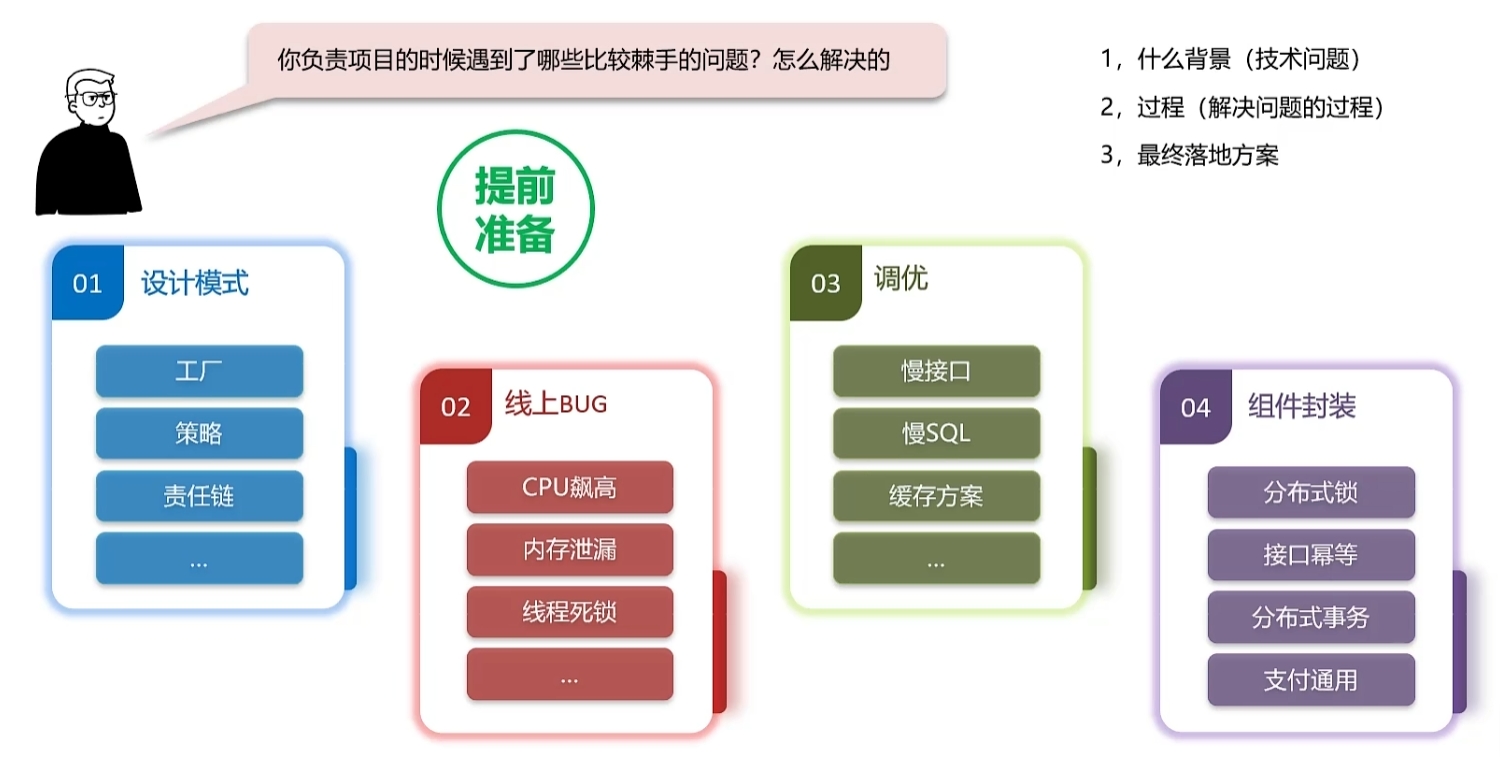 你负责项目的时候遇到了哪些比较棘手的问题？怎么解决的
1，什么背景（技术问题）
2，过程（解决问题的过程）
3，最终落地方案
提前
准备
01
设计模式
工厂
策略
责任链
...
02
线上BUG
CPU飙高
内存泄漏
线程死锁
...
03
调优
慢接口
慢SQL
缓存方案
...
04
组件封装
分布式锁
接口幂等
分布式事务
支付通用